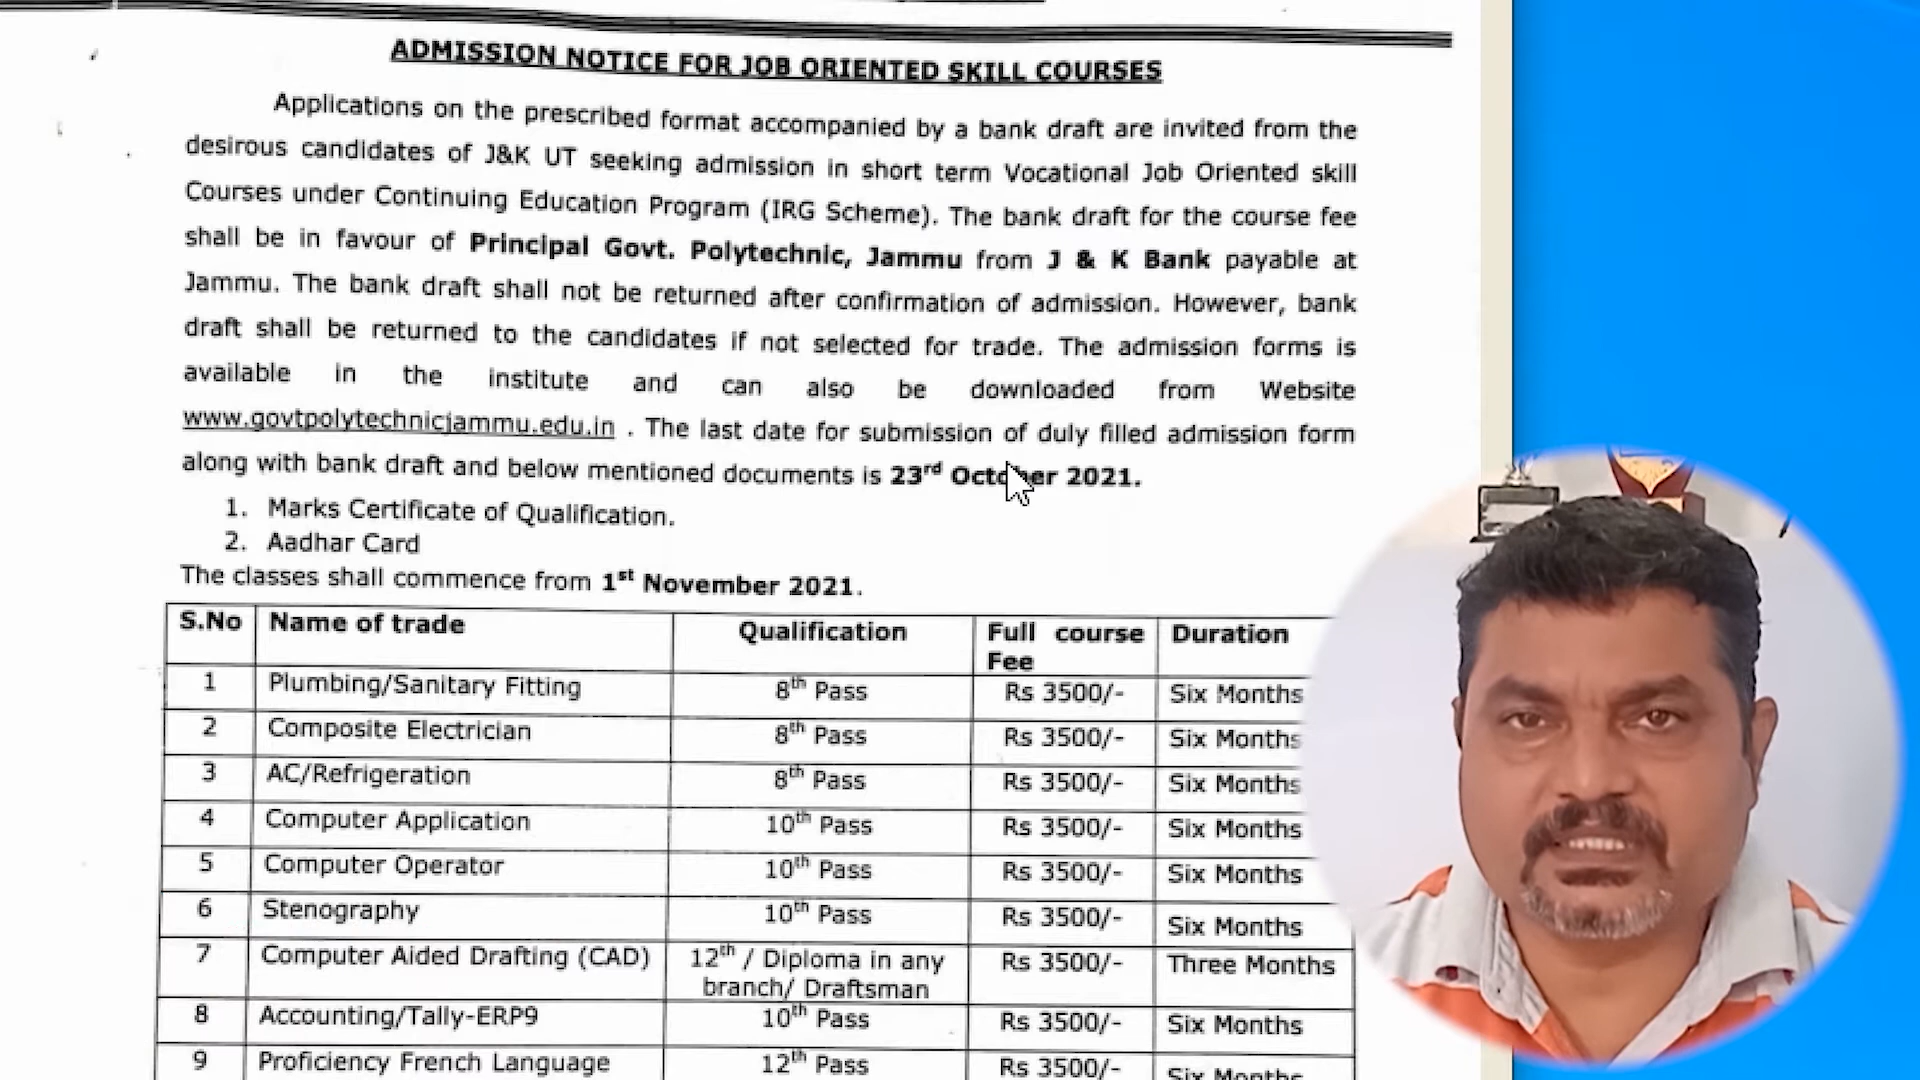 ADMISSION NOTICE FOR JOB ORIENTED SKILL COURSES
Applications on the prescribed format accompanied by a bank draft are invited from the
desirous candidates of J&K UT seeking admission in short term Vocational Job Oriented skill
Courses under Continuing Education Program (IRG Scheme). The bank draft for the course fee
shall be in favour of Principal Govt. Polytechnic, Jammu from J & K Bank payable at
Jammu. The bank draft shall not be returned after confirmation of admission. However, bank
draft shall be returned to the candidates if not selected for trade. The admission forms is
available in the institute and can also be downloaded from Website
www.govtpolytechnicjammu.edu.in . The last date for submission of duly filled admission form
along with bank draft and below mentioned documents is 23rd October 2021.
1. Marks Certificate of Qualification.
2. Aadhar Card
The classes shall commence from 1st November 2021.
S.No Name of trade Qualification Full course Fee Duration
1 Plumbing/Sanitary Fitting 8th Pass Rs 3500/- Six Months
2 Composite Electrician 8th Pass Rs 3500/- Six Months
3 AC/Refrigeration 8th Pass Rs 3500/- Six Months
4 Computer Application 10th Pass Rs 3500/- Six Months
5 Computer Operator 10th Pass Rs 3500/- Six Months
6 Stenography 10th Pass Rs 3500/- Six Months
7 Computer Aided Drafting (CAD) 12th / Diploma in any branch/ Draftsman Rs 3500/- Three Months
8 Accounting/Tally-ERP9 10th Pass Rs 3500/- Six Months
9 Proficiency French Language 12th Pass Rs 3500/- Six Months